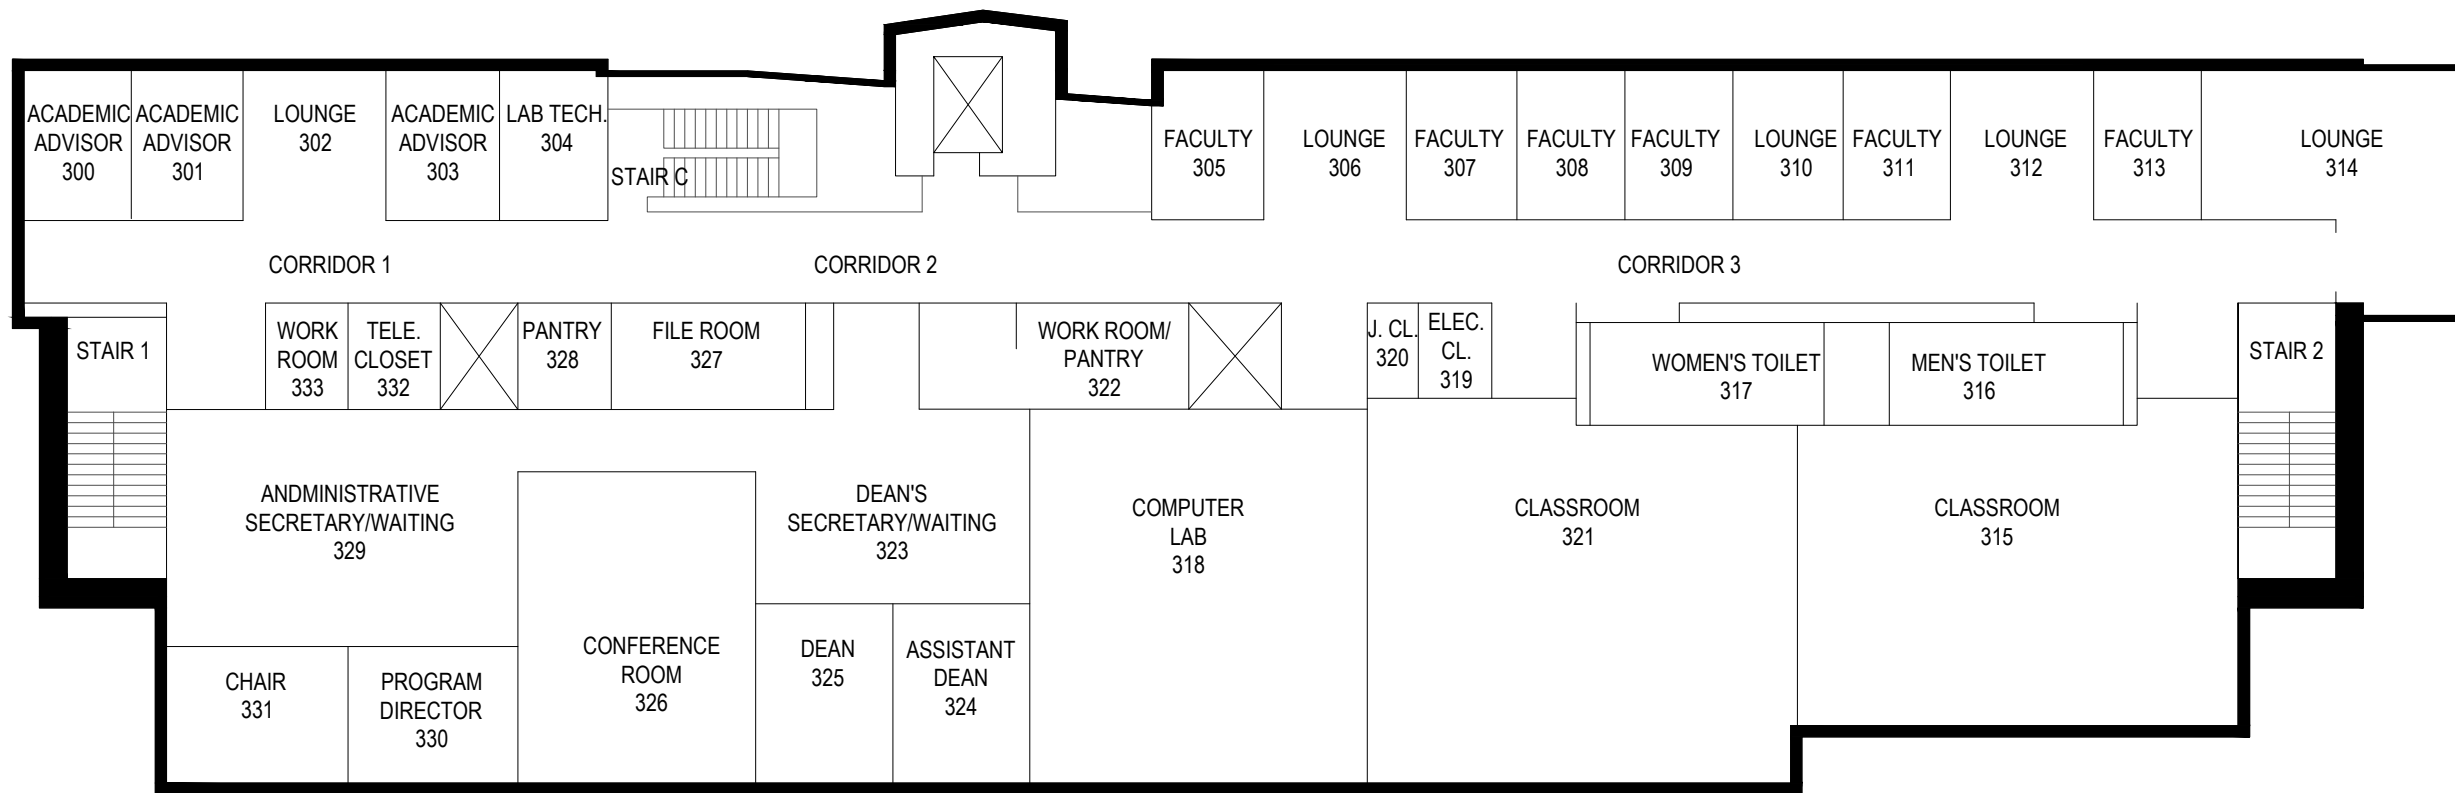 ACADEMIC
ADVISOR
300
ACADEMIC
ADVISOR
301
LOUNGE
302
ACADEMIC
ADVISOR
303
LAB TECH.
304
STAIR C
FACULTY
305
LOUNGE
306
FACULTY
307
FACULTY
308
FACULTY
309
LOUNGE
310
FACULTY
311
LOUNGE
312
FACULTY
313
LOUNGE
314
CORRIDOR 1
CORRIDOR 2
CORRIDOR 3
STAIR 1
WORK
ROOM
333
TELE.
CLOSET
332
PANTRY
328
FILE ROOM
327
WORK ROOM/
PANTRY
322
J. CL.
320
ELEC.
CL.
319
WOMEN'S TOILET
317
MEN'S TOILET
316
STAIR 2
ANDMINISTRATIVE
SECRETARY/WAITING
329
DEAN'S
SECRETARY/WAITING
323
COMPUTER
LAB
318
CLASSROOM
321
CLASSROOM
315
CHAIR
331
PROGRAM
DIRECTOR
330
CONFERENCE
ROOM
326
DEAN
325
ASSISTANT
DEAN
324